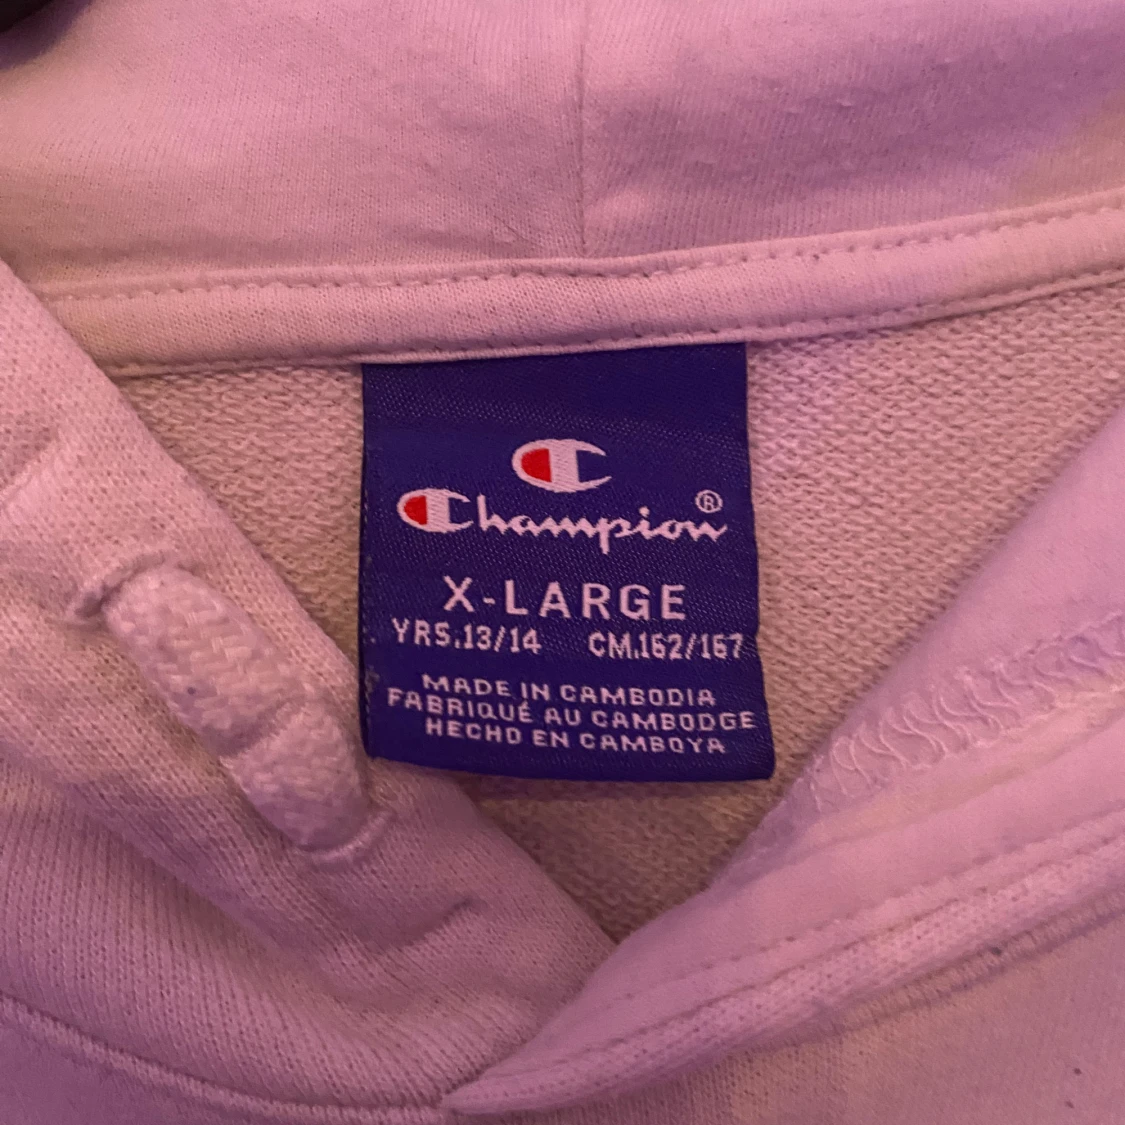 Champion®
X-LARGE
YRS.13/14 CM.162/167
MADE IN CAMBODIA
FABRIQUÉ AU CAMBODGE
HECHO EN CAMBOYA